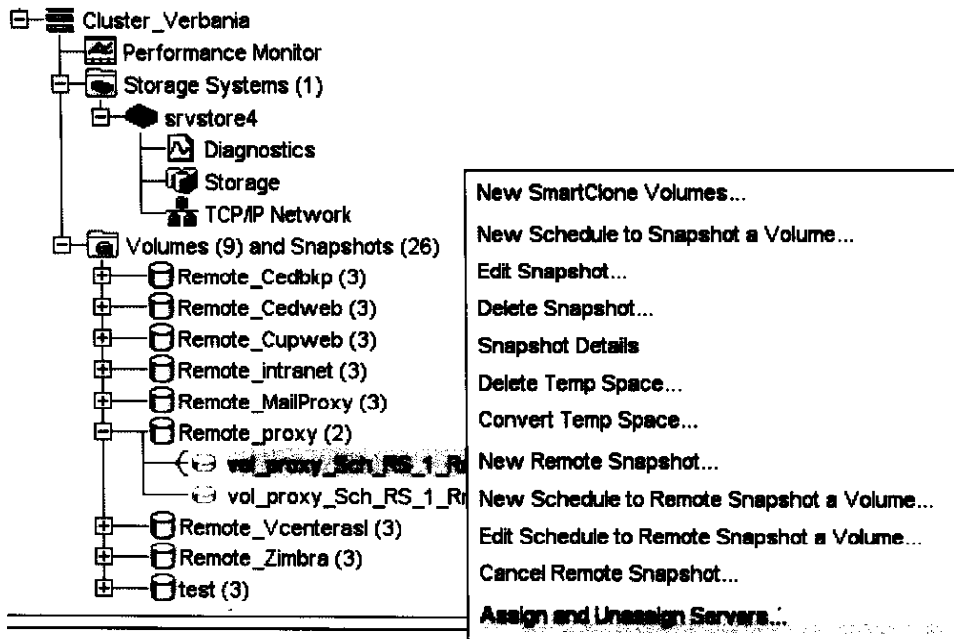 Cluster_Verbania
Performance Monitor
Storage Systems (1)
srvstore4
Diagnostics
Storage
TCP/IP Network
Volumes (9) and Snapshots (26)
Remote_Cedbkp (3)
Remote_Cedweb (3)
Remote_Cupweb (3)
Remote_intranet (3)
Remote_MailProxy (3)
Remote_proxy (2)
vol_proxy_Sch_RS_1_R
vol_proxy_Sch_RS_1_Rr
Remote_Vcenterasl (3)
Remote_Zimbra (3)
test (3)
New SmartClone Volumes...
New Schedule to Snapshot a Volume...
Edit Snapshot...
Delete Snapshot...
Snapshot Details
Delete Temp Space...
Convert Temp Space...
New Remote Snapshot...
New Schedule to Remote Snapshot a Volume...
Edit Schedule to Remote Snapshot a Volume...
Cancel Remote Snapshot...
Assign and Unassign Servers...